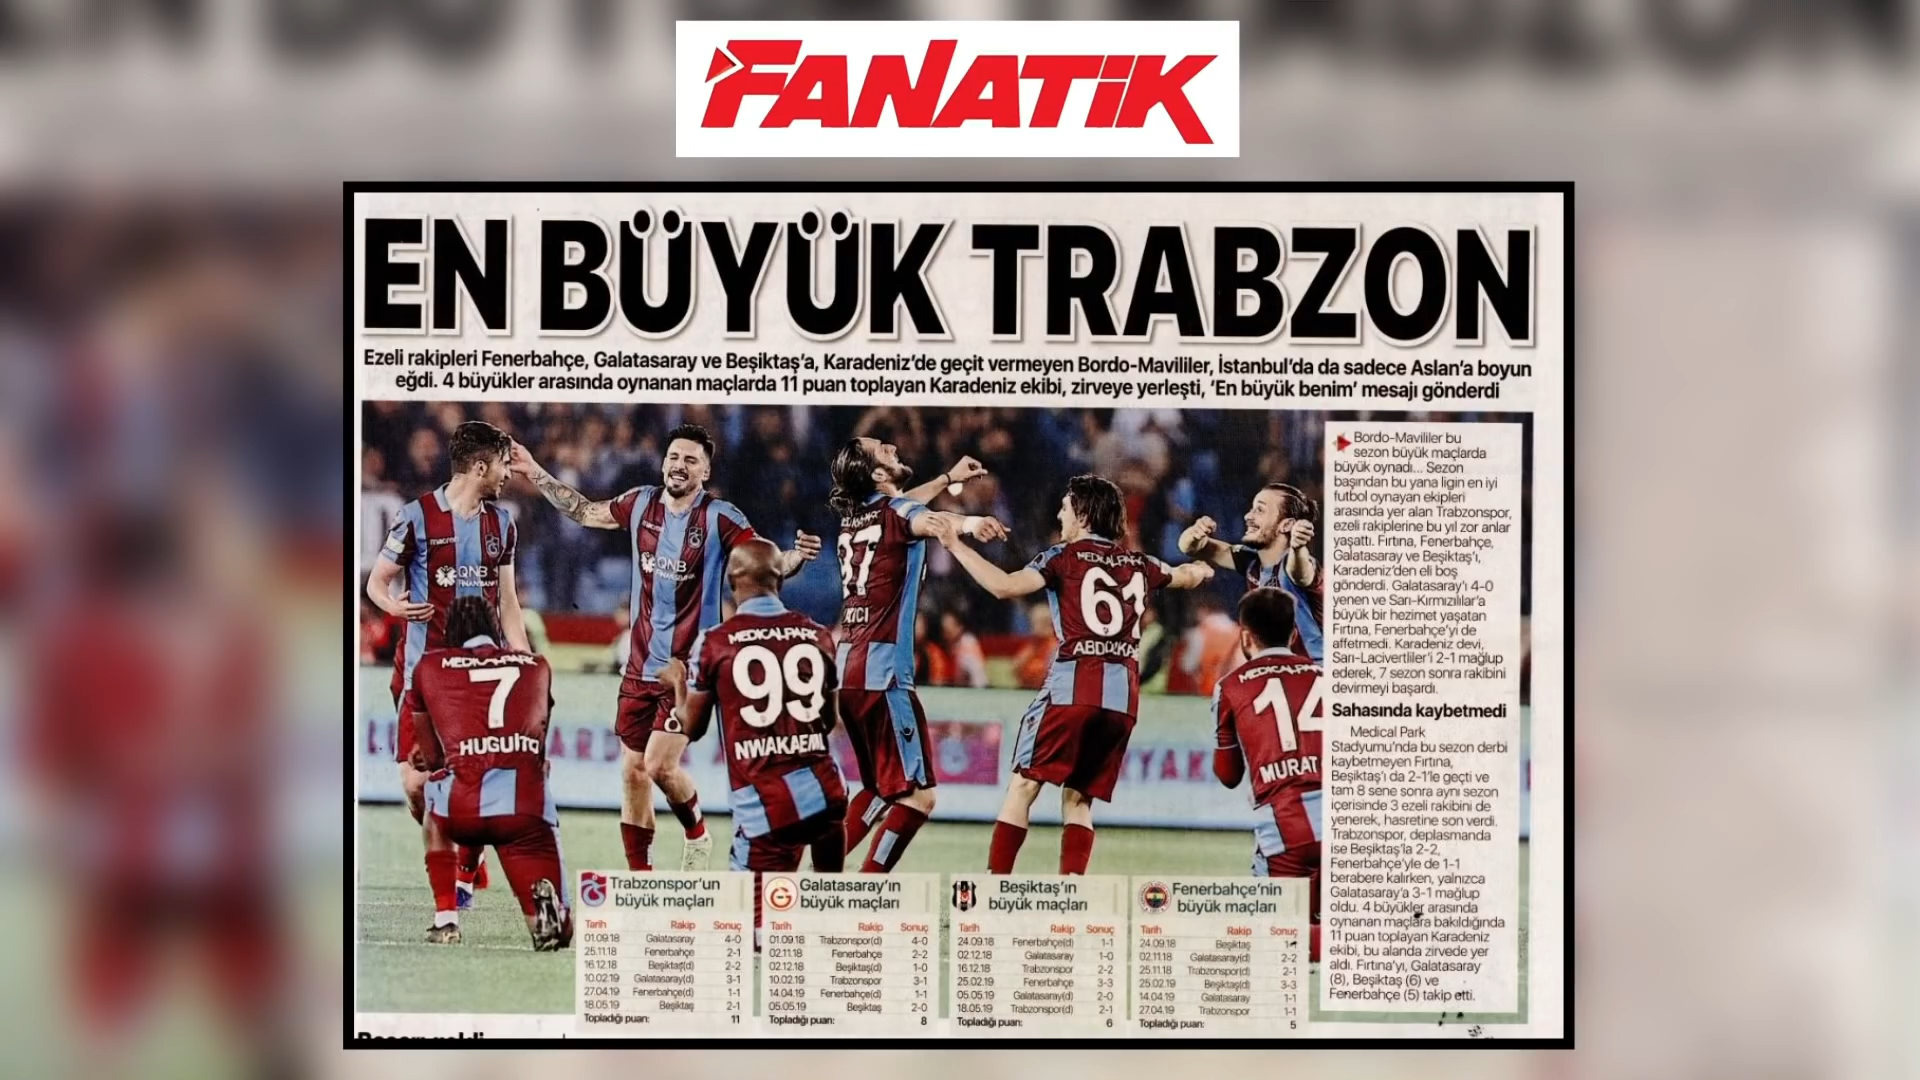 FANATiK
EN BÜYÜK TRABZON
Ezeli rakipleri Fenerbahçe, Galatasaray ve Beşiktaş'a, Karadeniz'de geçit vermeyen Bordo-Mavililer, İstanbul'da da sadece Aslan'a boyun
eğdi. 4 büyükler arasında oynanan maçlarda 11 puan toplayan Karadeniz ekibi, zirveye yerleşti, 'En büyük benim' mesajı gönderdi
Bordo-Mavililer bu
sezon büyük maçlarda
büyük oynadı... Sezon
başından bu yana ligin en iyi
futbol oynayan ekipleri
arasında yer alan Trabzonspor,
ezeli rakiplerine bu yıl zor anlar
yaşattı. Fırtına, Fenerbahçe,
Galatasaray ve Beşiktaş'ı,
Karadeniz'den eli boş
gönderdi. Galatasaray'ı 4-0
yenen ve Sarı-Kırmızılılar'a
büyük bir hezimet yaşatan
Fırtına, Fenerbahçe'yi de
affetmedi. Karadeniz devi,
Sarı-Lacivertliler'i 2-1 mağlup
ederek, 7 sezon sonra rakibini
devirmeyi başardı.
Sahasında kaybetmedi
Medical Park
Stadyumu'nda bu sezon derbi
kaybetmeyen Fırtına,
Beşiktaş'ı da 2-1'le geçti ve
tam 8 sene sonra aynı sezon
içerisinde 3 ezeli rakibini de
yenerek, hasretine son verdi.
Trabzonspor, deplasmanda
ise Beşiktaş'la 2-2,
Fenerbahçe'yle de 1-1
berabere kalırken, yalnızca
Galatasaray'a 3-1 mağlup
oldu. 4 büyükler arasında
oynanan maçlara bakıldığında
11 puan toplayan Karadeniz
ekibi, bu alanda zirvede yer
aldı. Fırtına'yı, Galatasaray
(8), Beşiktaş (6) ve
Fenerbahçe (5) takip etti.
macron
QNB
FİNANSBANK
QNB
FİNANSBANK
MEDICALPARK
7
HUGUITO
MEDICALPARK
99
NWAKAEME
97
MEDICALPARK
61
MEDICALPARK
14
MURAT
Trabzonspor'un
büyük maçları
Tarih Rakip Sonuç
01.09.18 Galatasaray 4-0
25.11.18 Fenerbahçe 2-1
16.12.18 Beşiktaş(d) 2-2
10.02.19 Galatasaray(d) 3-1
27.04.19 Fenerbahçe(d) 1-1
18.05.19 Beşiktaş 2-1
Topladığı puan: 11
Galatasaray'ın
büyük maçları
Tarih Rakip Sonuç
01.09.18 Trabzonspor(d) 4-0
02.11.18 Fenerbahçe 2-2
02.12.18 Beşiktaş(d) 1-0
10.02.19 Trabzonspor 3-1
14.04.19 Fenerbahçe(d) 1-1
05.05.19 Beşiktaş 2-0
Topladığı puan: 8
Beşiktaş'ın
büyük maçları
Tarih Rakip Sonuç
24.09.18 Fenerbahçe(d) 1-1
02.12.18 Galatasaray 1-0
16.12.18 Trabzonspor 2-2
25.02.19 Fenerbahçe 3-3
05.05.19 Galatasaray(d) 2-0
18.05.19 Trabzonspor(d) 2-1
Topladığı puan: 6
Fenerbahçe'nin
büyük maçları
Tarih Rakip Sonuç
24.09.18 Beşiktaş
02.11.18 Galatasaray(d) 2-2
25.11.18 Trabzonspor(d) 2-1
25.02.19 Beşiktaş(d) 3-3
14.04.19 Galatasaray 1-1
27.04.19 Trabzonspor 1-1
Topladığı puan: 5